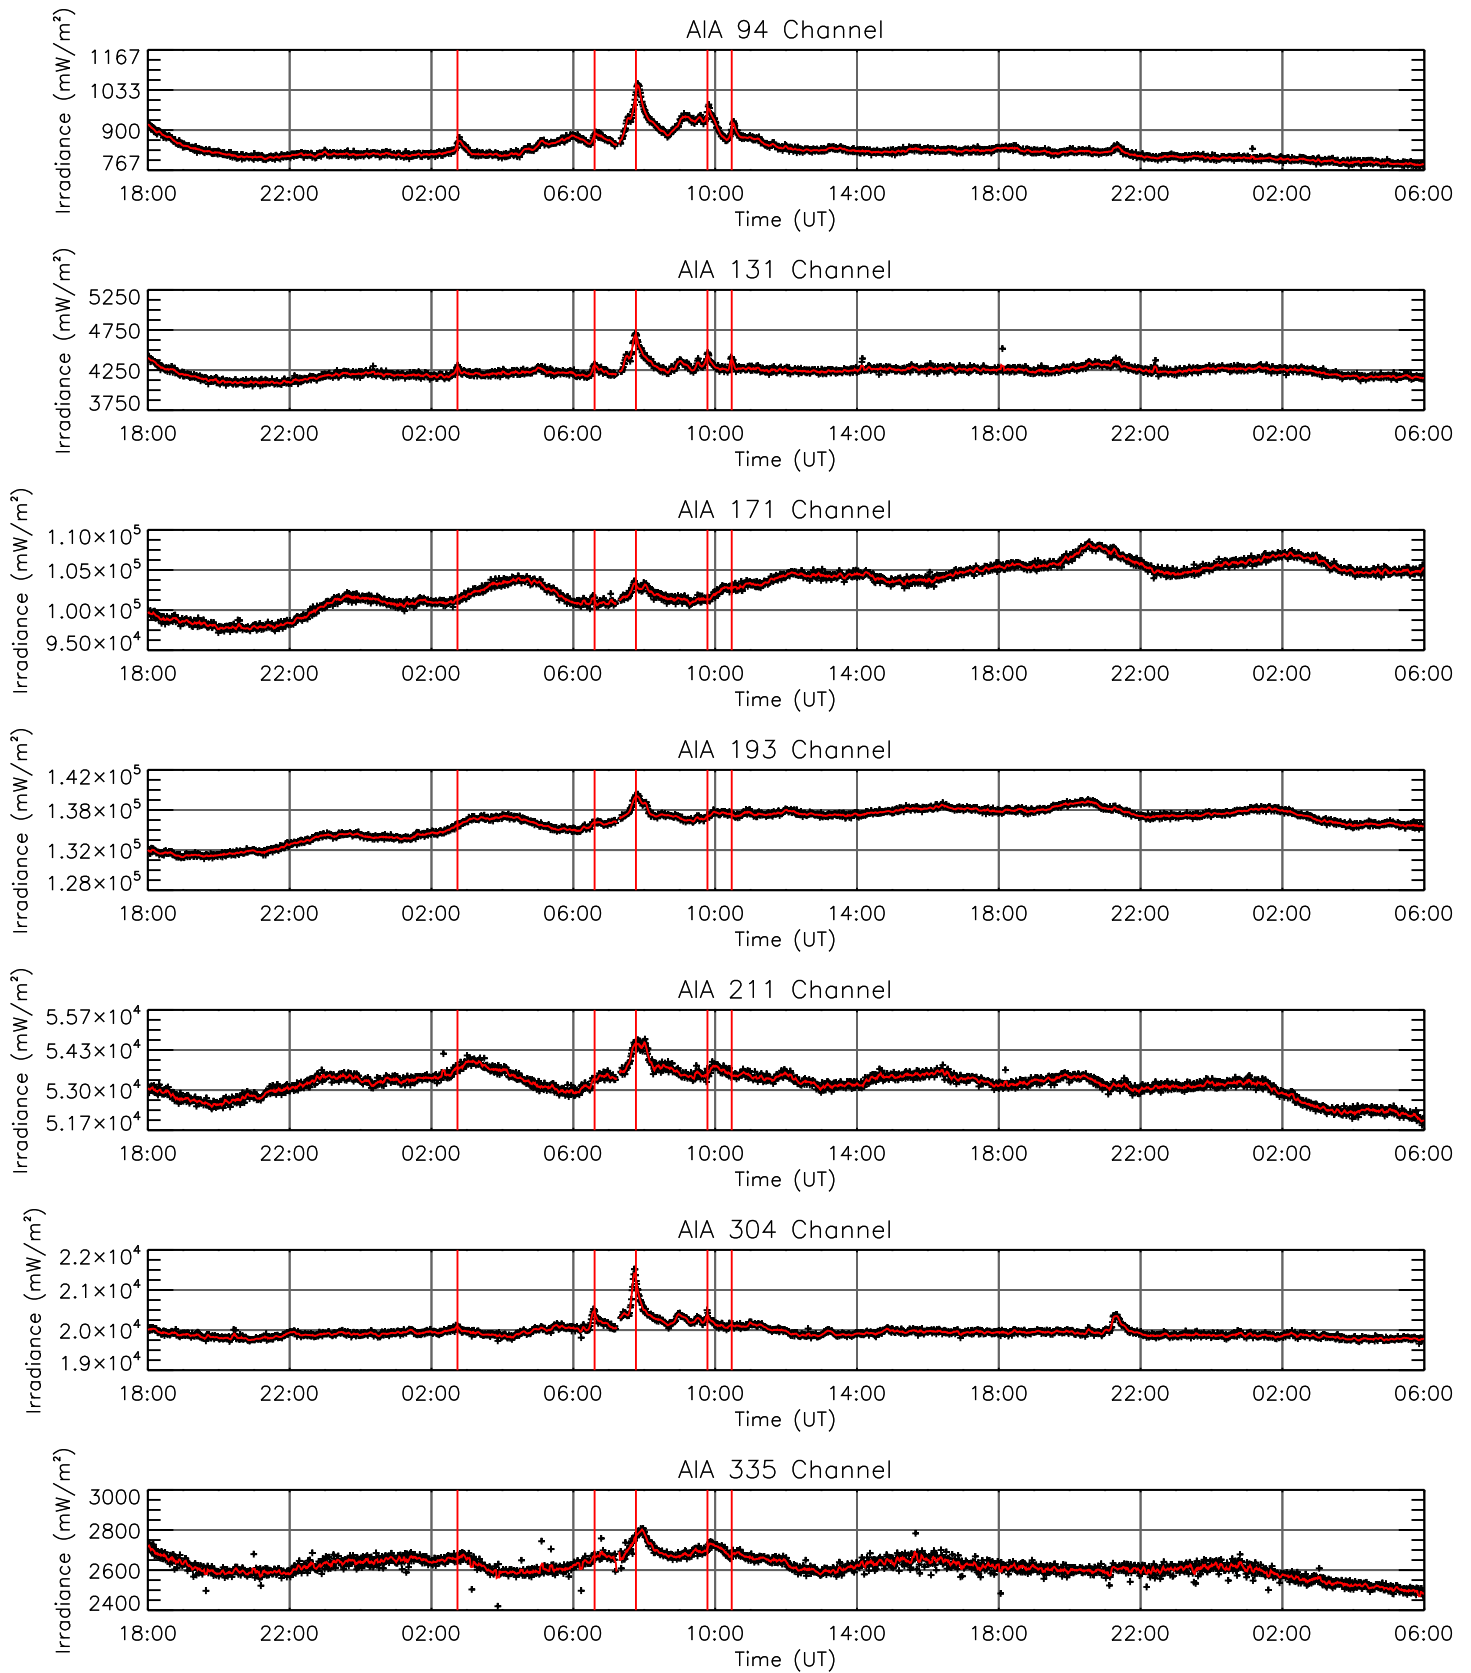 AIA 94 Channel
Irradiance (mW/m²)
1167
1033
900
767
18:00 22:00 02:00 06:00 10:00 14:00 18:00 22:00 02:00 06:00
Time (UT)
AIA 131 Channel
Irradiance (mW/m²)
5250
4750
4250
3750
18:00 22:00 02:00 06:00 10:00 14:00 18:00 22:00 02:00 06:00
Time (UT)
AIA 171 Channel
Irradiance (mW/m²)
1.10×10⁵
1.05×10⁵
1.00×10⁵
9.50×10⁴
18:00 22:00 02:00 06:00 10:00 14:00 18:00 22:00 02:00 06:00
Time (UT)
AIA 193 Channel
Irradiance (mW/m²)
1.42×10⁵
1.38×10⁵
1.32×10⁵
1.28×10⁵
18:00 22:00 02:00 06:00 10:00 14:00 18:00 22:00 02:00 06:00
Time (UT)
AIA 211 Channel
Irradiance (mW/m²)
5.57×10⁴
5.43×10⁴
5.30×10⁴
5.17×10⁴
18:00 22:00 02:00 06:00 10:00 14:00 18:00 22:00 02:00 06:00
Time (UT)
AIA 304 Channel
Irradiance (mW/m²)
2.2×10⁴
2.1×10⁴
2.0×10⁴
1.9×10⁴
18:00 22:00 02:00 06:00 10:00 14:00 18:00 22:00 02:00 06:00
Time (UT)
AIA 335 Channel
Irradiance (mW/m²)
3000
2800
2600
2400
18:00 22:00 02:00 06:00 10:00 14:00 18:00 22:00 02:00 06:00
Time (UT)